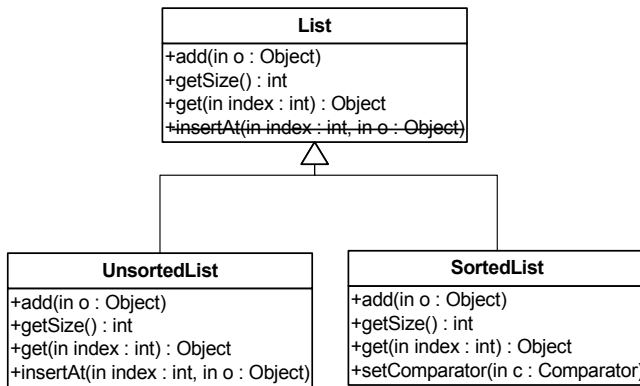 List
+add(in o : Object)
+getSize() : int
+get(in index : int) : Object
+insertAt(in index : int, in o : Object)
UnsortedList
+add(in o : Object)
+getSize() : int
+get(in index : int) : Object
+insertAt(in index : int, in o : Object)
SortedList
+add(in o : Object)
+getSize() : int
+get(in index : int) : Object
+setComparator(in c : Comparator)